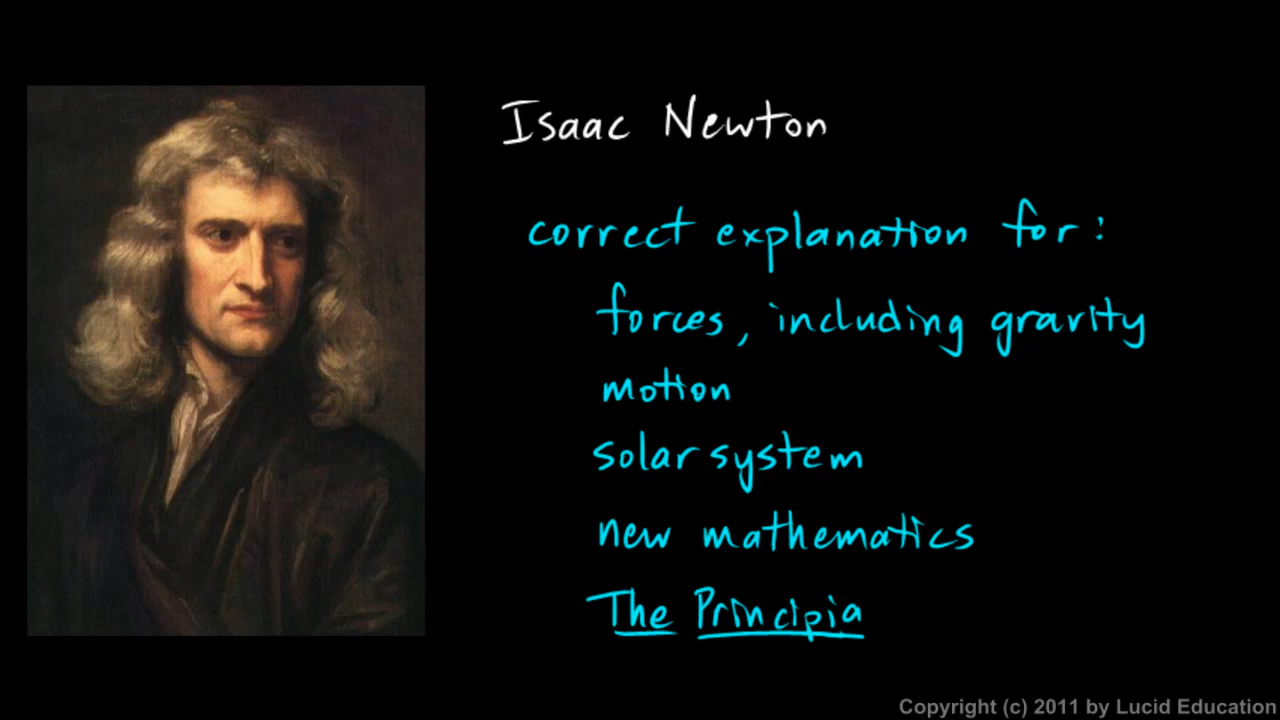 Isaac Newton
correct explanation for:
forces, including gravity
motion
solar system
new mathematics
The Principia
Copyright (c) 2011 by Lucid Education